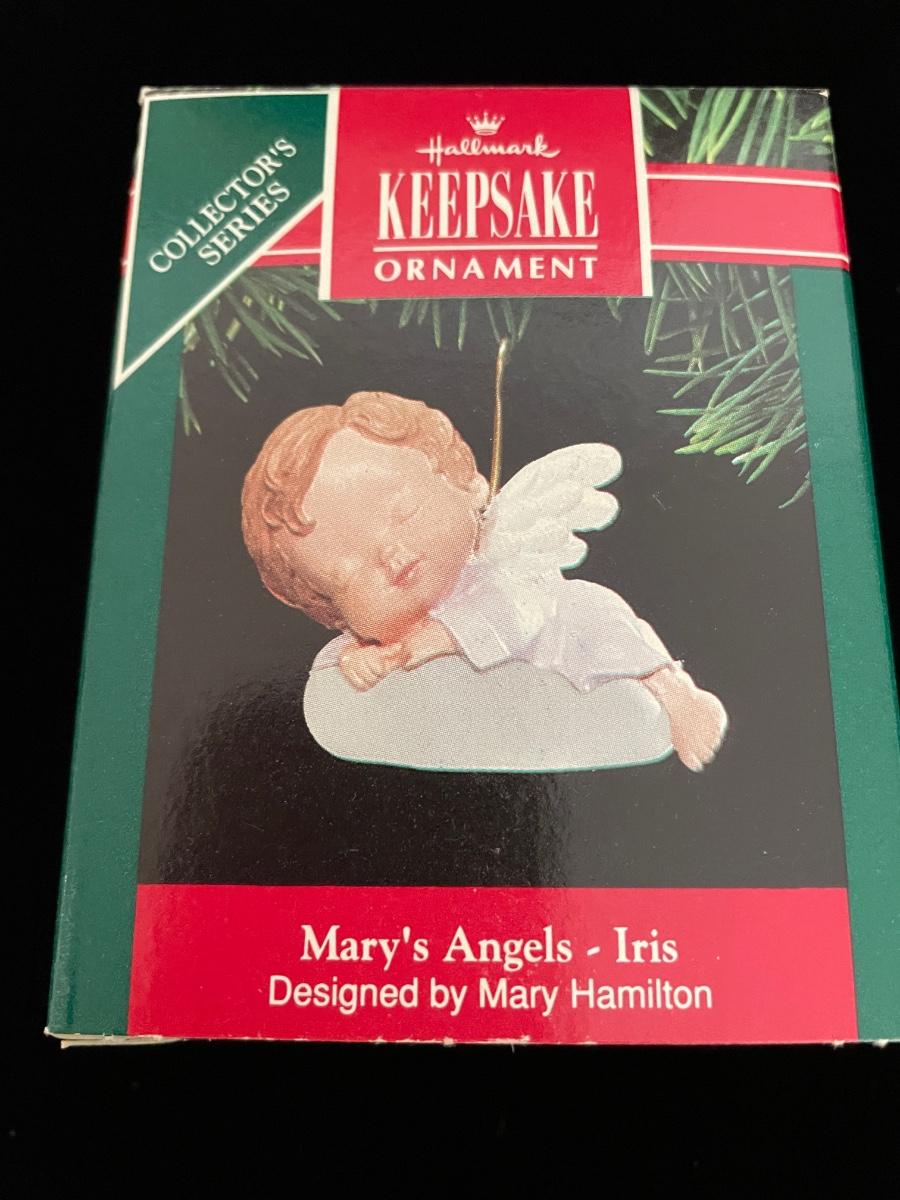 COLLECTOR'S
SERIES
Hallmark
KEEPSAKE
ORNAMENT
Mary's Angels - Iris
Designed by Mary Hamilton